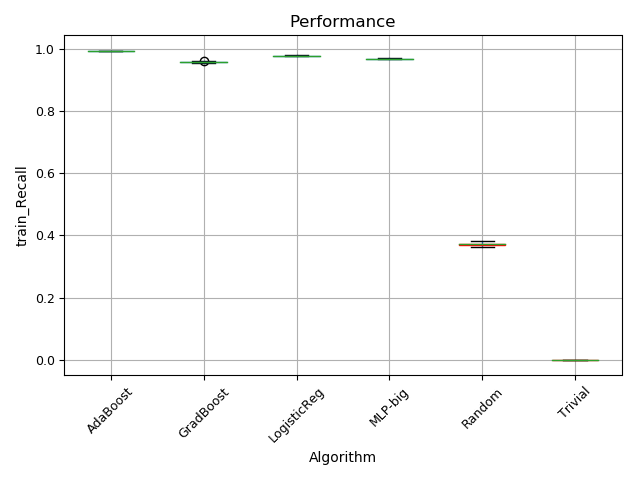 Performance
train_Recall
1.0
0.8
0.6
0.4
0.2
0.0
AdaBoost
GradBoost
LogisticReg
MLP-big
Random
Trivial
Algorithm